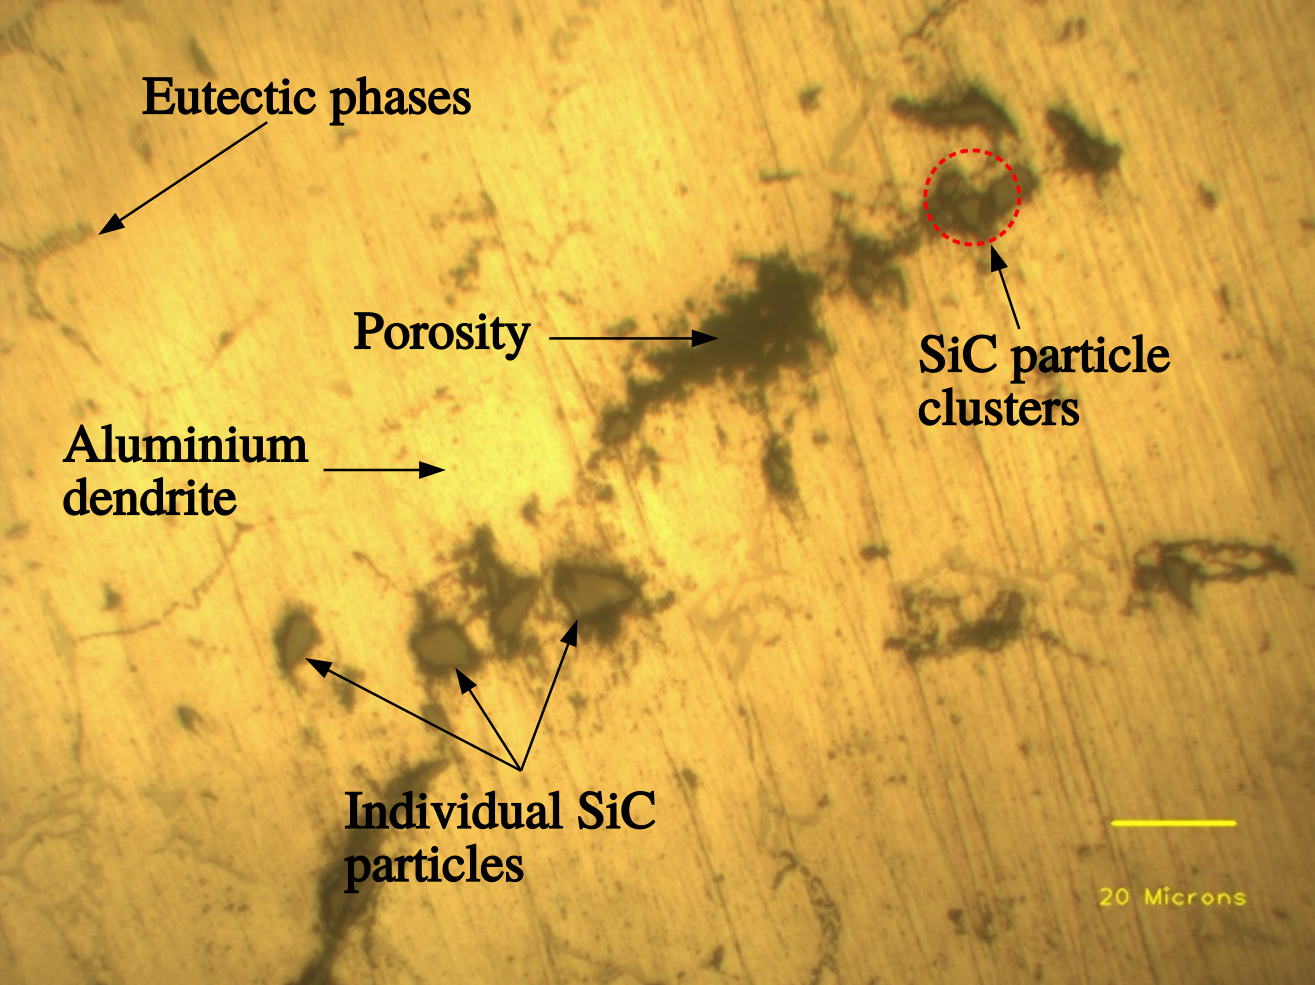 Eutectic phases
Porosity
SiC particle
clusters
Aluminium
dendrite
Individual SiC
particles
20 Microns